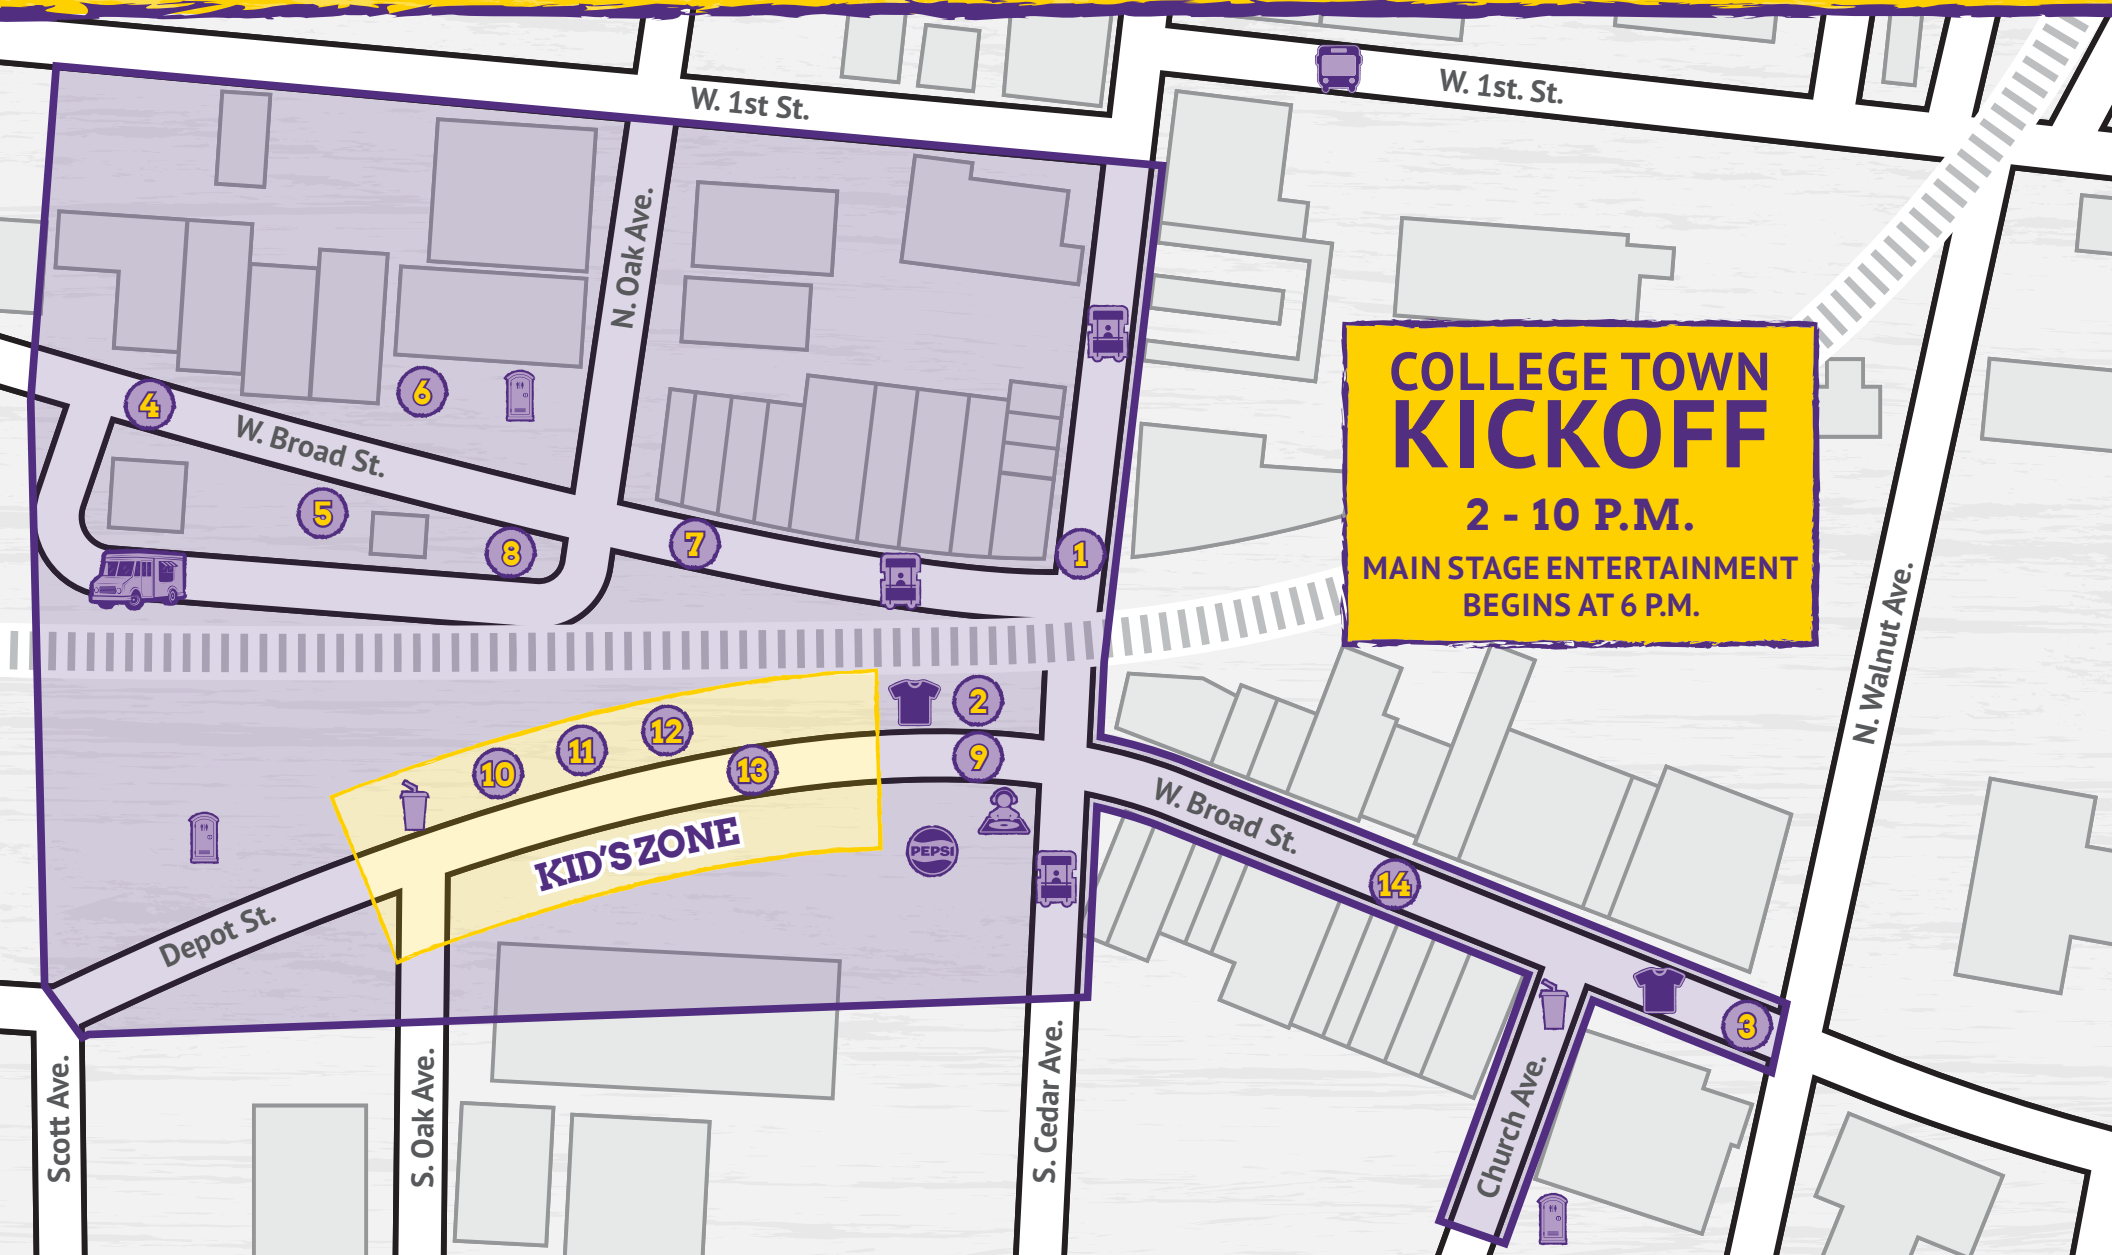 W. 1st St.
W. 1st. St.
N. Oak Ave.
COLLEGE TOWN
KICKOFF
2 - 10 P.M.
MAIN STAGE ENTERTAINMENT
BEGINS AT 6 P.M.
4
6
W. Broad St.
5
8
7
1
N. Walnut Ave.
2
12
11
10
13
9
KID'S ZONE
PEPSI
W. Broad St.
14
Depot St.
3
Scott Ave.
S. Oak Ave.
S. Cedar Ave.
Church Ave.